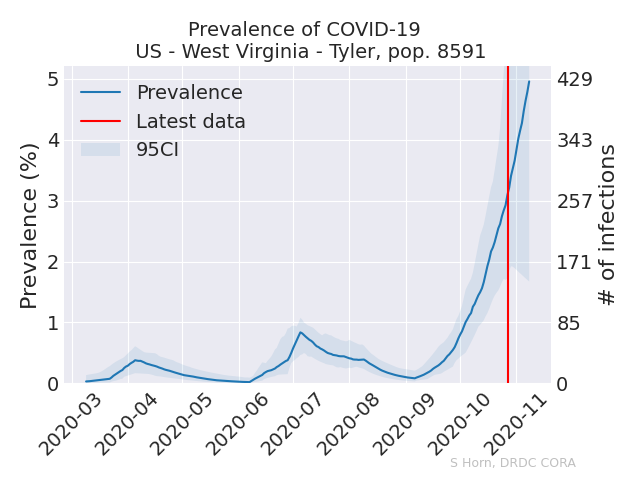 Prevalence of COVID-19
US - West Virginia - Tyler, pop. 8591
Prevalence
Latest data
95CI
Prevalence (%)
5
4
3
2
1
0
429
343
257
171
85
0
# of infections
2020-03
2020-04
2020-05
2020-06
2020-07
2020-08
2020-09
2020-10
2020-11
S Horn, DRDC CORA